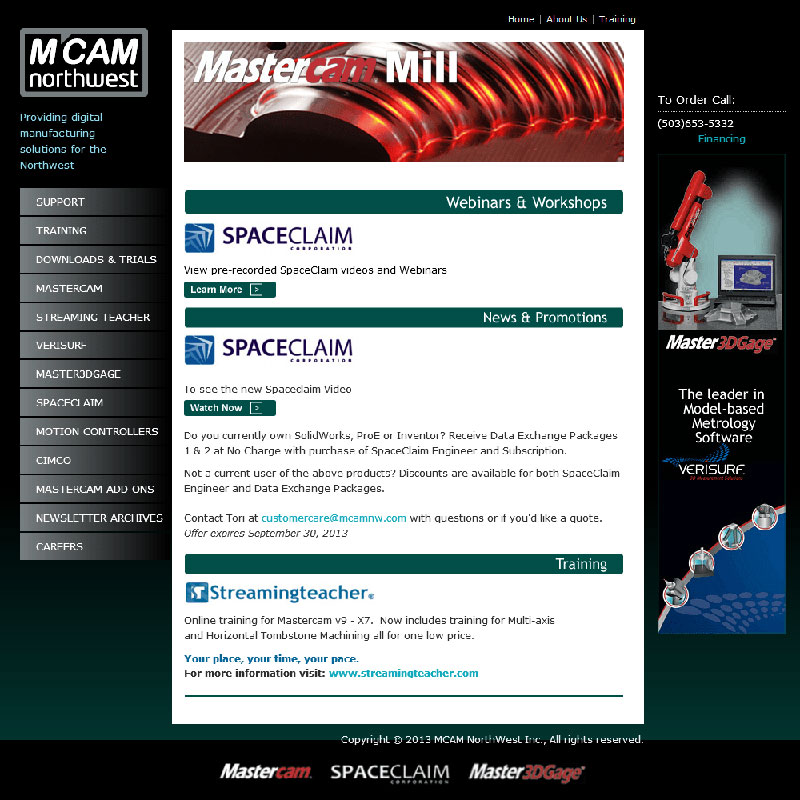 Home | About Us | Training
M'CAM
northwest
Providing digital
manufacturing
solutions for the
Northwest
SUPPORT
TRAINING
DOWNLOADS & TRIALS
MASTERCAM
STREAMING TEACHER
VERISURF
MASTER3DGAGE
SPACECLAIM
MOTION CONTROLLERS
CIMCO
MASTERCAM ADD ONS
NEWSLETTER ARCHIVES
CAREERS
Mastercam Mill
Webinars & Workshops
SPACECLAIM
CORPORATION
View pre-recorded SpaceClaim videos and Webinars
Learn More >
News & Promotions
SPACECLAIM
CORPORATION
To see the new Spaceclaim Video
Watch Now >
Do you currently own SolidWorks, ProE or Inventor? Receive Data Exchange Packages
1 & 2 at No Charge with purchase of SpaceClaim Engineer and Subscription.
Not a current user of the above products? Discounts are available for both SpaceClaim
Engineer and Data Exchange Packages.
Contact Tori at customercare@mcamnw.com with questions or if you'd like a quote.
Offer expires September 30, 2013
Training
Streamingteacher®
Online training for Mastercam v9 - X7. Now includes training for Multi-axis
and Horizontal Tombstone Machining all for one low price.
Your place, your time, your pace.
For more information visit: www.streamingteacher.com
To Order Call:
(503)653-5332
Financing
Master3DGage
The leader in
Model-based
Metrology
Software
VERISURF
Copyright © 2013 MCAM NorthWest Inc., All rights reserved.
Mastercam SPACECLAIM Master3DGage
CORPORATION